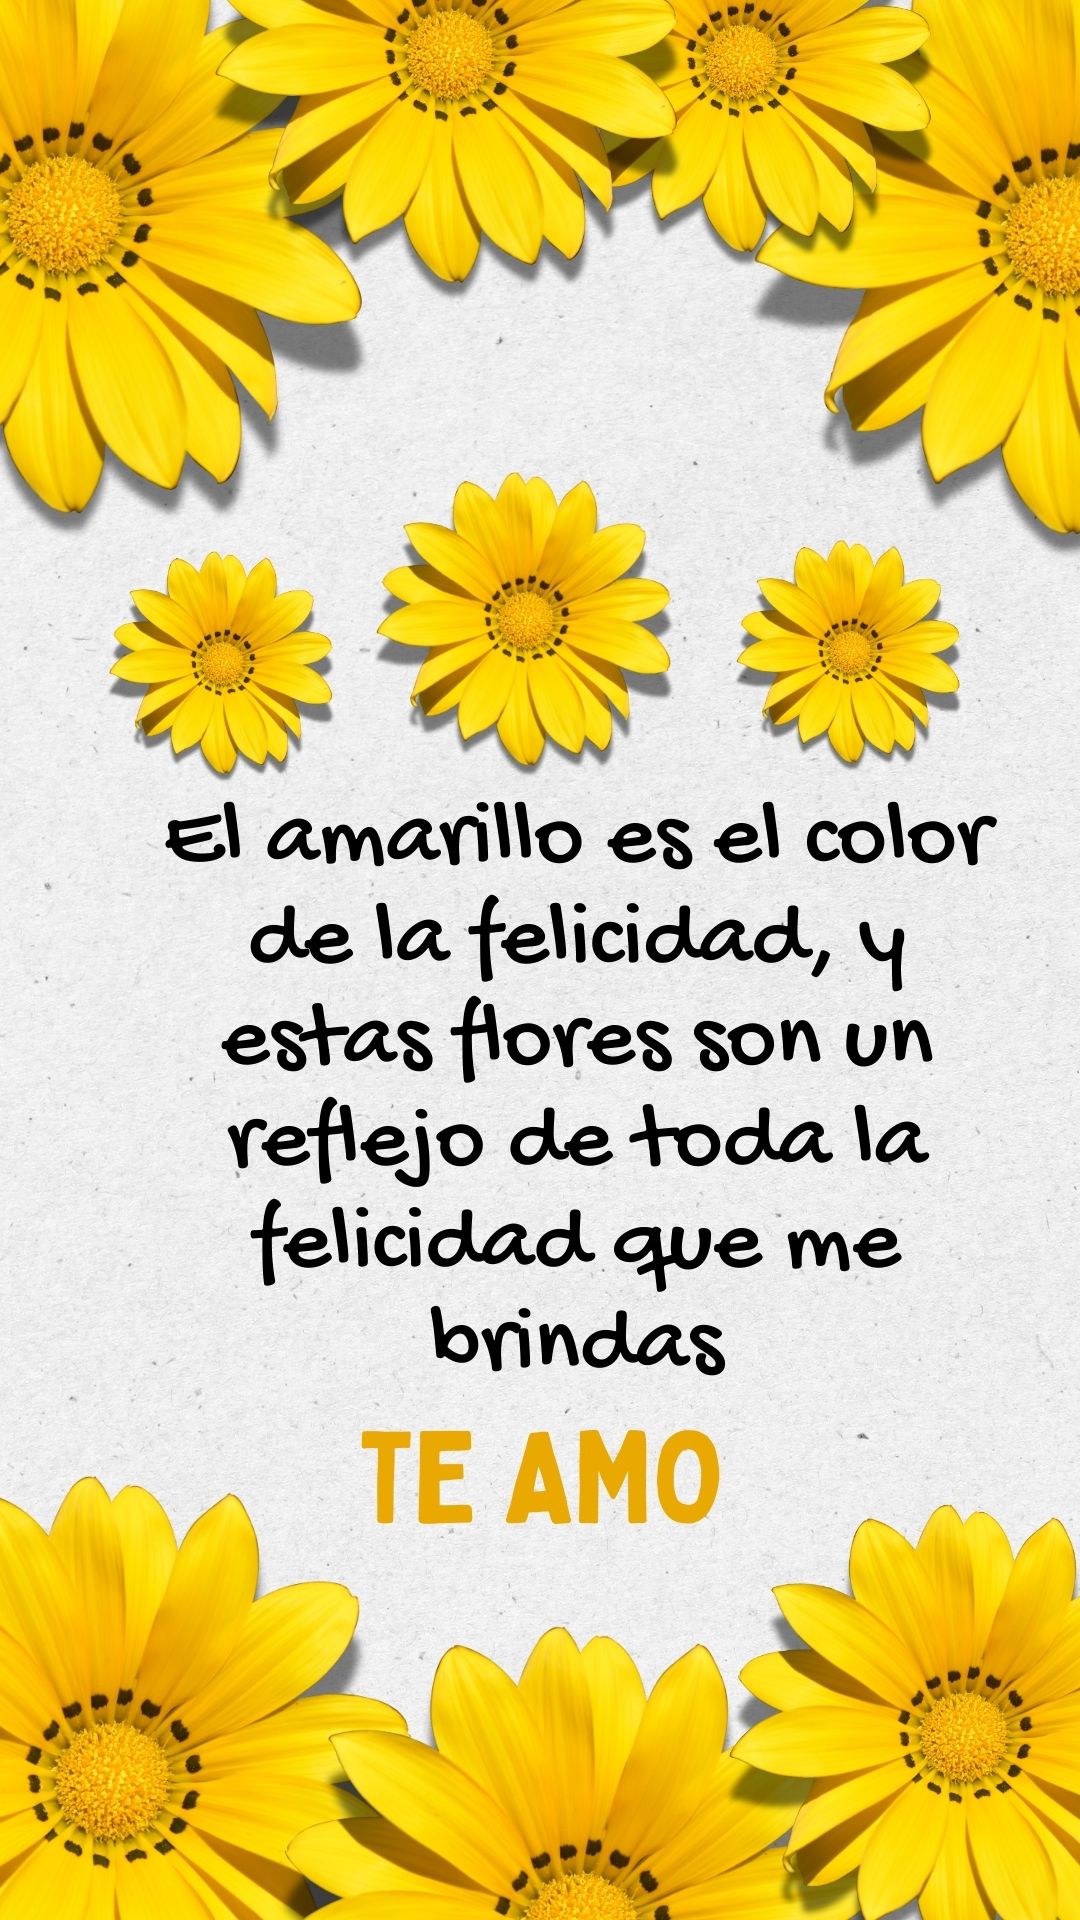 El amarillo es el color
de la felicidad, y
estas flores son un
reflejo de toda la
felicidad que me
brindas
TE AMO